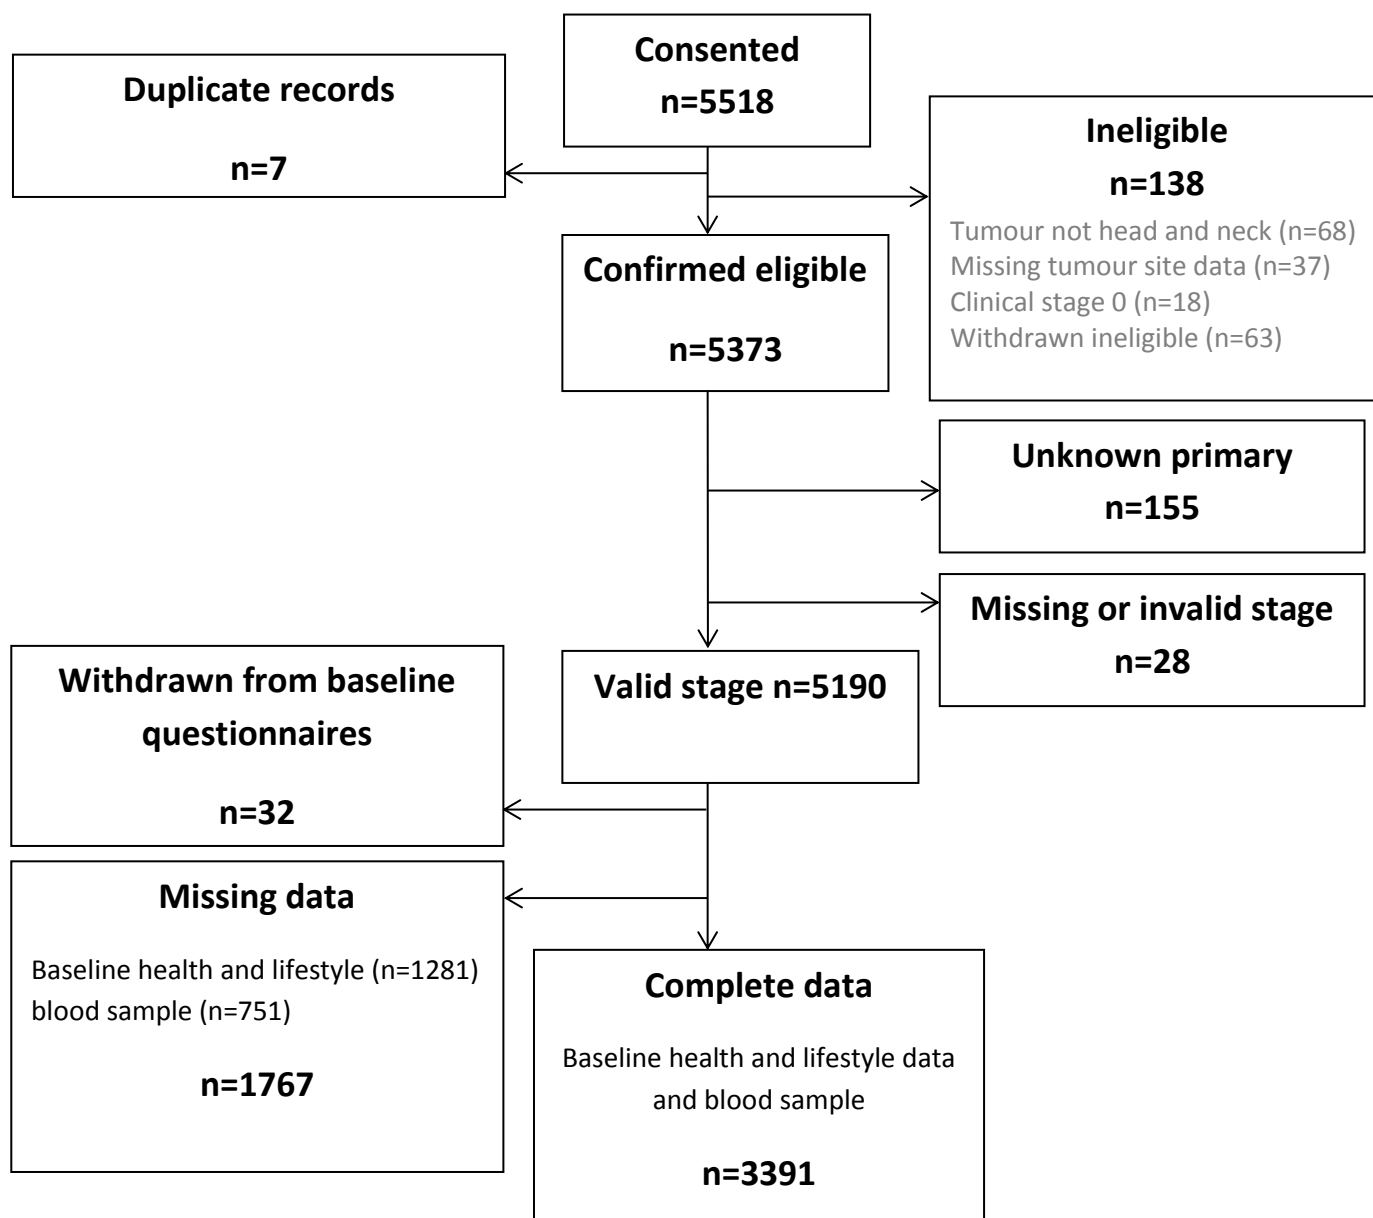 Consented
n=5518
Duplicate records
n=7
Ineligible
n=138
Tumour not head and neck (n=68)
Missing tumour site data (n=37)
Clinical stage 0 (n=18)
Withdrawn ineligible (n=63)
Confirmed eligible
n=5373
Unknown primary
n=155
Missing or invalid stage
n=28
Valid stage n=5190
Withdrawn from baseline
questionnaires
n=32
Missing data
Baseline health and lifestyle (n=1281)
blood sample (n=751)
n=1767
Complete data
Baseline health and lifestyle data
and blood sample
n=3391